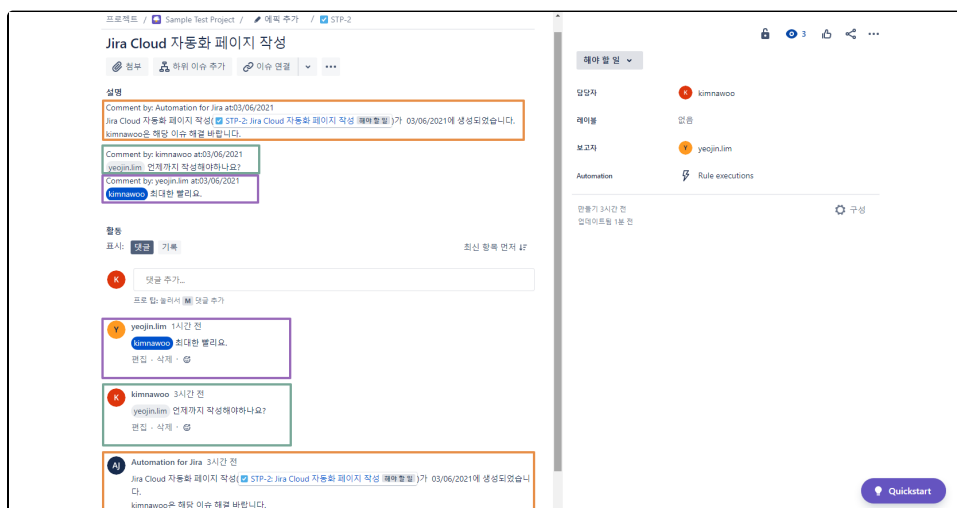 프로젝트 / Sample Test Project / 에픽 추가 / STP-2
Jira Cloud 자동화 페이지 작성
첨부 하위 이슈 추가 이슈 연결
설명
Comment by: Automation for Jira at:03/06/2021
Jira Cloud 자동화 페이지 작성( STP-2: Jira Cloud 자동화 페이지 작성 해야 할 일 )가 03/06/2021에 생성되었습니다.
kimnawoo은 해당 이슈 해결 바랍니다.
Comment by: kimnawoo at:03/06/2021
yeojin.lim 언제까지 작성해야하나요?
Comment by: yeojin.lim at:03/06/2021
kimnawoo 최대한 빨리요.
활동
표시: 댓글 기록 최신 항목 먼저
K 댓글 추가...
프로 팁: 눌러서 M 댓글 추가
Y yeojin.lim 1시간 전
kimnawoo 최대한 빨리요.
편집 · 삭제 ·
K kimnawoo 3시간 전
yeojin.lim 언제까지 작성해야하나요?
편집 · 삭제 ·
AJ Automation for Jira 3시간 전
Jira Cloud 자동화 페이지 작성( STP-2: Jira Cloud 자동화 페이지 작성 해야 할 일 )가 03/06/2021에 생성되었습니
다.
kimnawoo은 해당 이슈 해결 바랍니다.
3
해야 할 일
담당자 K kimnawoo
레이블 없음
보고자 Y yeojin.lim
Automation Rule executions
만들기 3시간 전
업데이트됨 1분 전
구성
Quickstart